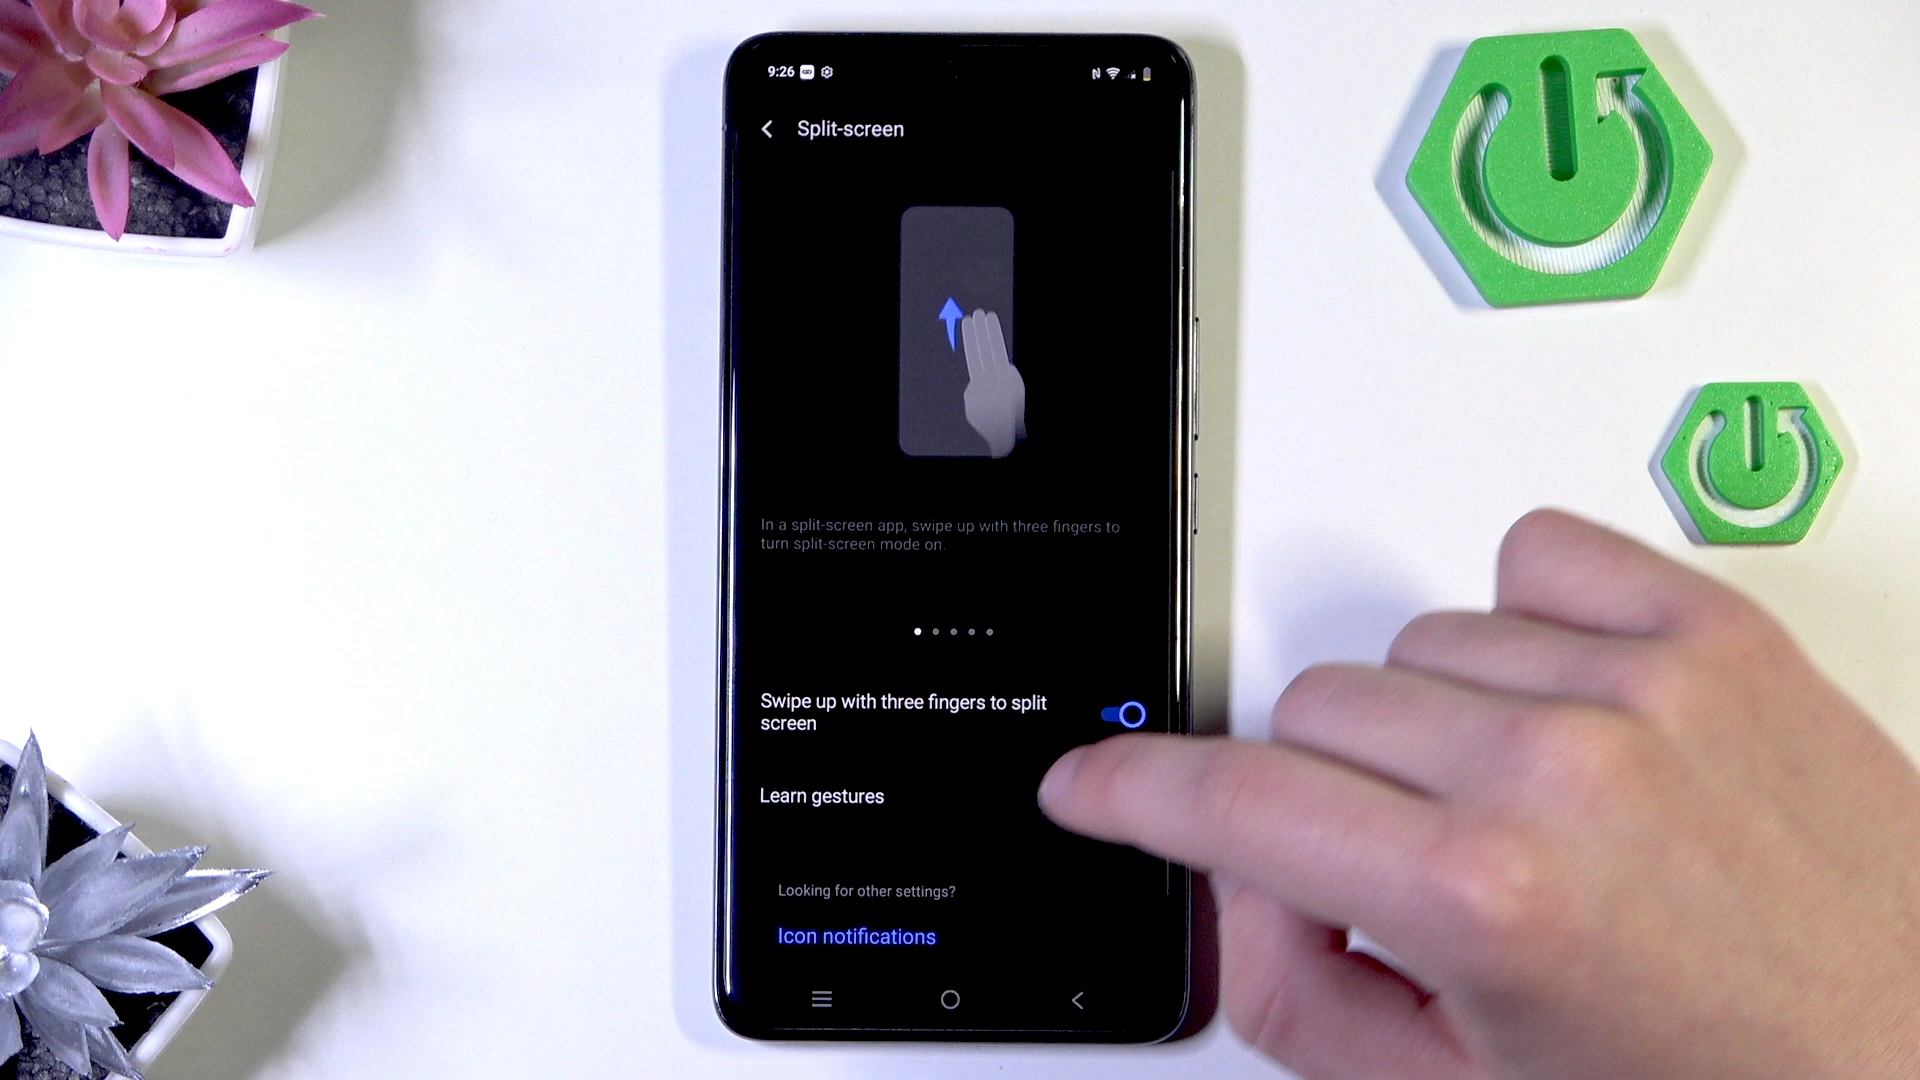 9:26
Split-screen
In a split-screen app, swipe up with three fingers to
turn split-screen mode on.
Swipe up with three fingers to split
screen
Learn gestures
Looking for other settings?
Icon notifications